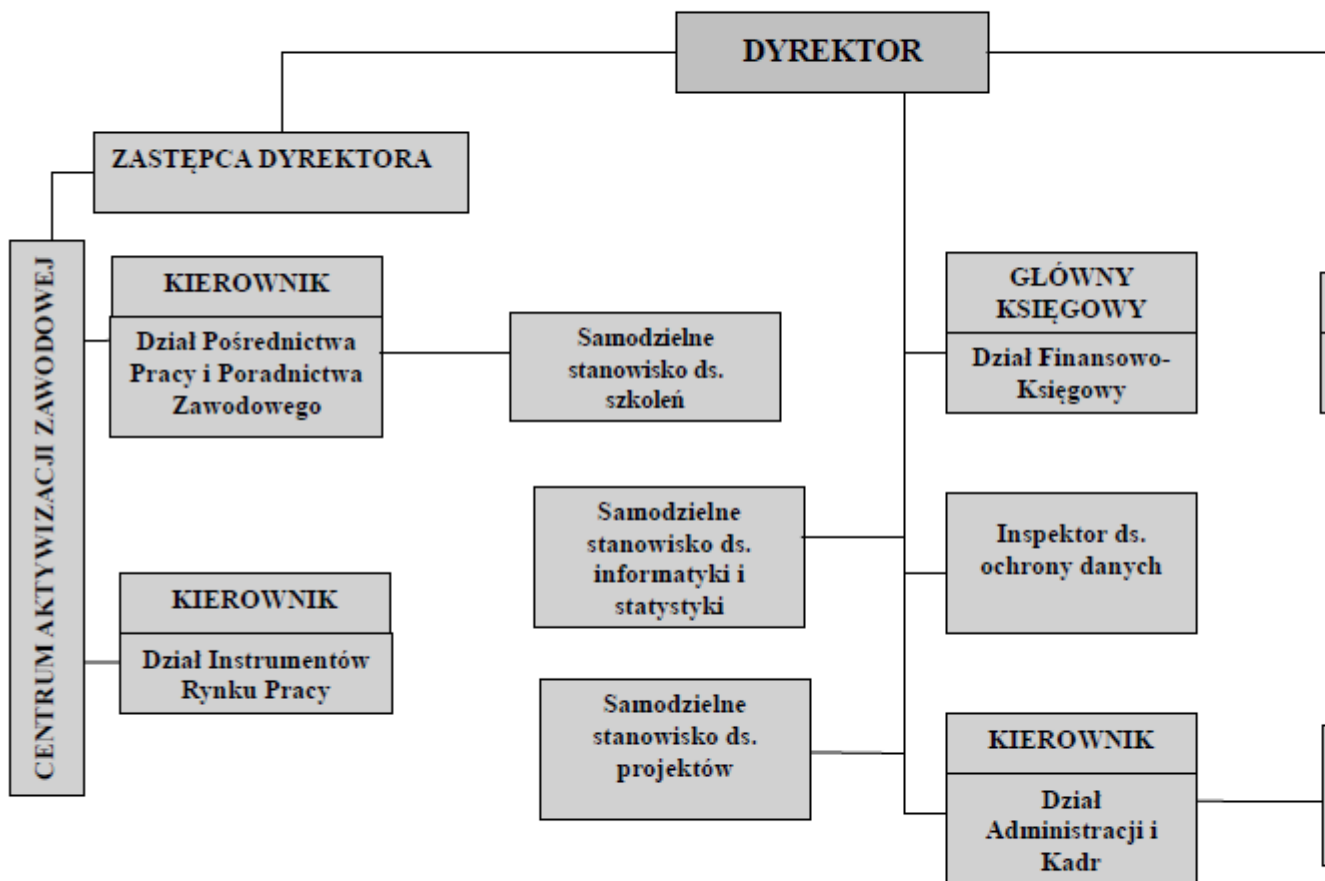 DYREKTOR
ZASTĘPCA DYREKTORA
CENTRUM AKTYWIZACJI ZAWODOWEJ
KIEROWNIK
Dział Pośrednictwa
Pracy i Poradnictwa
Zawodowego
Samodzielne
stanowisko ds.
szkoleń
GŁÓWNY
KSIĘGOWY
Dział Finansowo-
Księgowy
Samodzielne
stanowisko ds.
informatyki i
statystyki
Inspektor ds.
ochrony danych
KIEROWNIK
Dział Instrumentów
Rynku Pracy
Samodzielne
stanowisko ds.
projektów
KIEROWNIK
Dział
Administracji i
Kadr